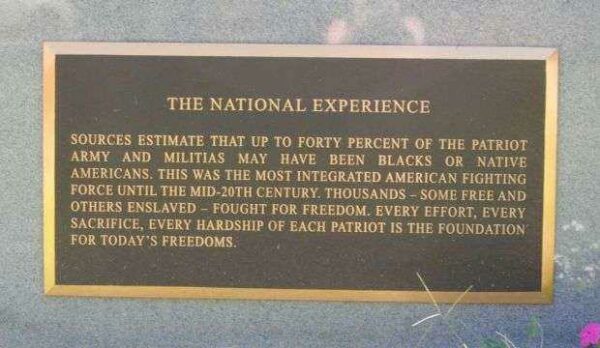 THE NATIONAL EXPERIENCE
SOURCES ESTIMATE THAT UP TO FORTY PERCENT OF THE PATRIOT
ARMY AND MILITIAS MAY HAVE BEEN BLACKS OR NATIVE
AMERICANS. THIS WAS THE MOST INTEGRATED AMERICAN FIGHTING
FORCE UNTIL THE MID-20TH CENTURY. THOUSANDS – SOME FREE AND
OTHERS ENSLAVED – FOUGHT FOR FREEDOM. EVERY EFFORT, EVERY
SACRIFICE, EVERY HARDSHIP OF EACH PATRIOT IS THE FOUNDATION
FOR TODAY'S FREEDOMS.